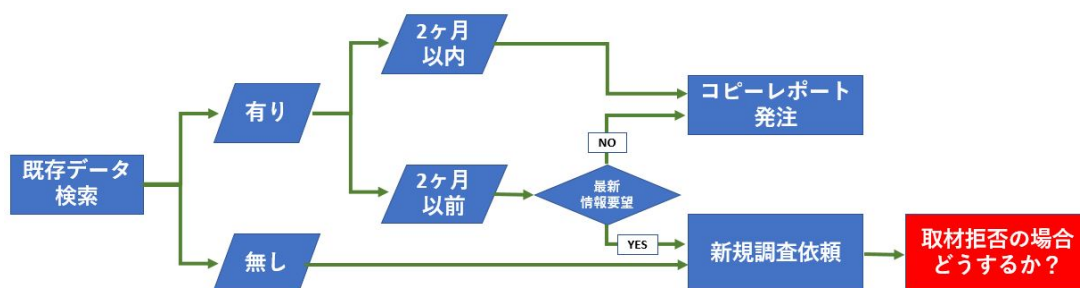 既存データ
検索
有り
無し
2ヶ月
以内
2ヶ月
以前
最新
情報要望
NO
YES
コピーレポート
発注
新規調査依頼
取材拒否の場合
どうするか？